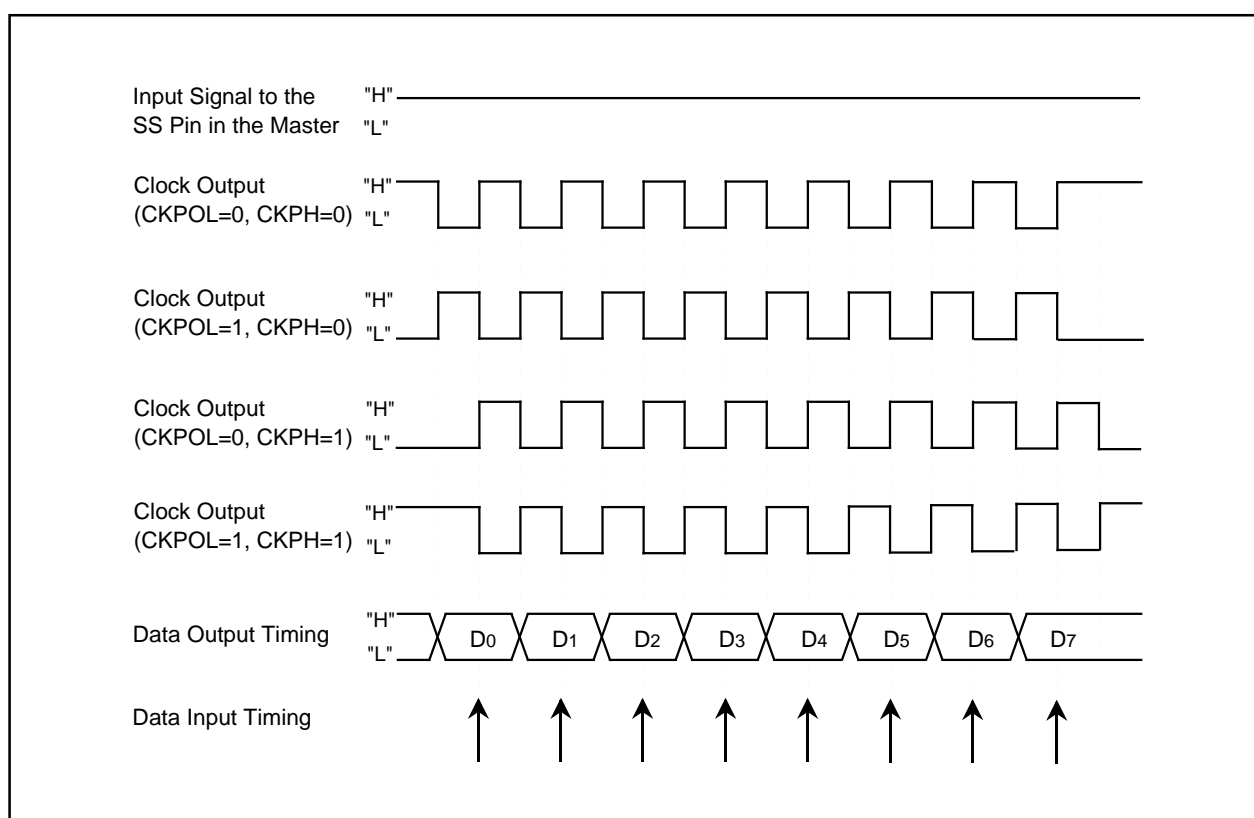 Input Signal to the "H"
SS Pin in the Master "L"
Clock Output "H"
(CKPOL=0, CKPH=0) "L"
Clock Output "H"
(CKPOL=1, CKPH=0) "L"
Clock Output "H"
(CKPOL=0, CKPH=1) "L"
Clock Output "H"
(CKPOL=1, CKPH=1) "L"
"H"
Data Output Timing D0 D1 D2 D3 D4 D5 D6 D7
"L"
Data Input Timing